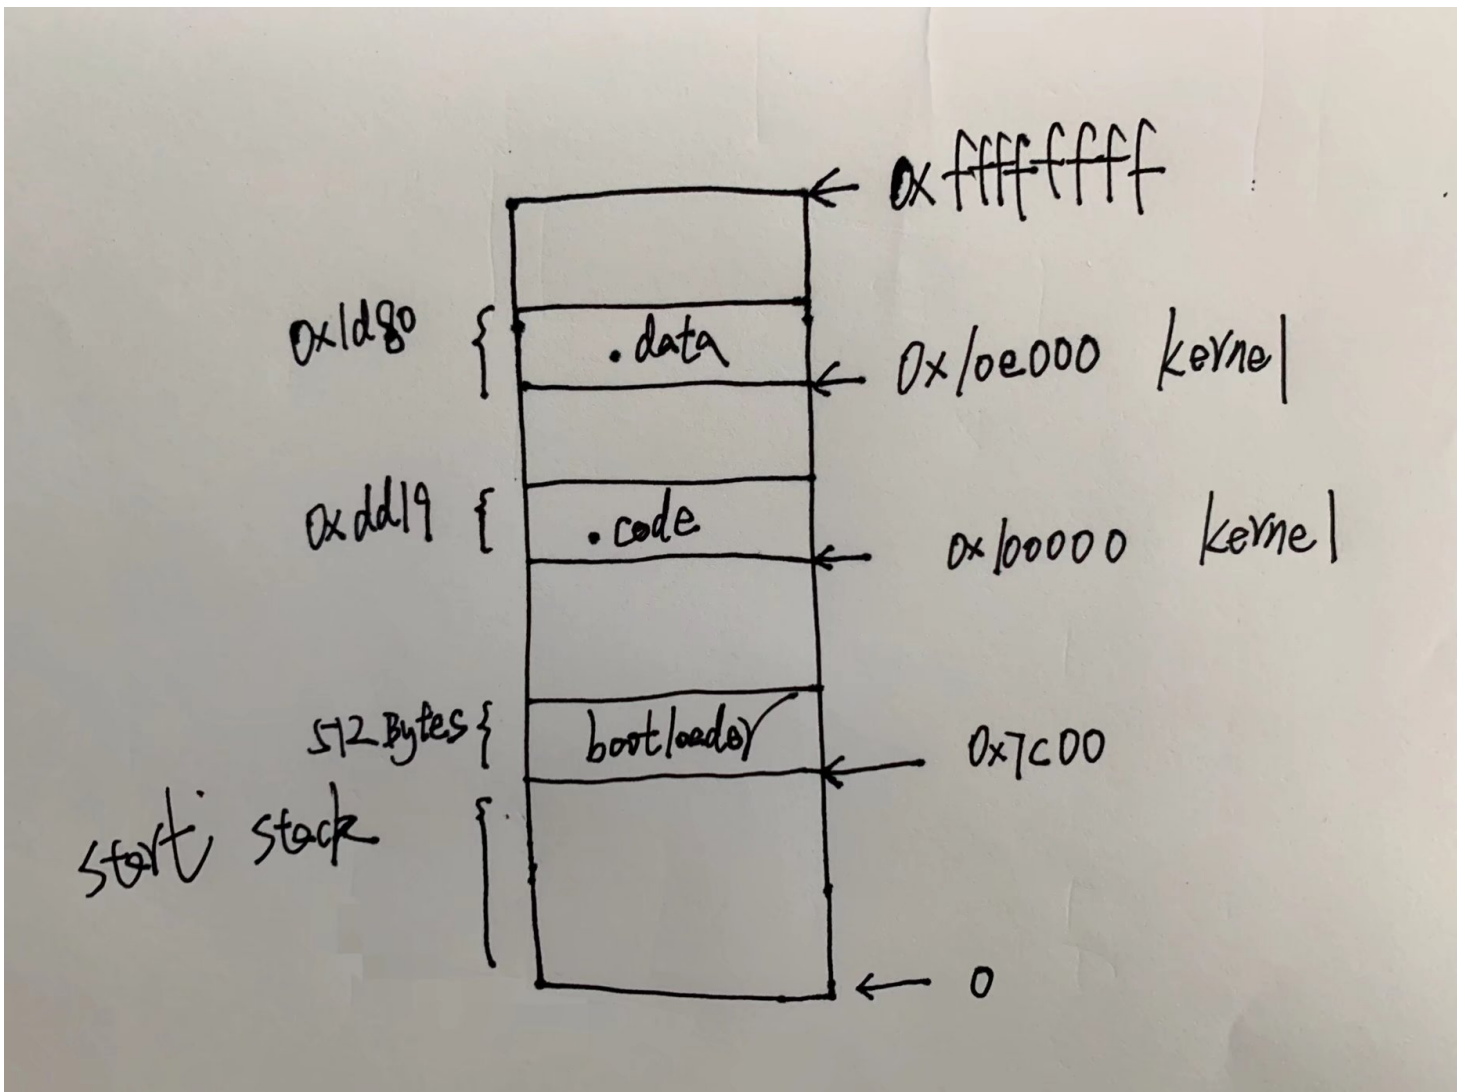 0xffffffff
0x1d80 { .data
0x10e000 kernel
0xdd19 { .code
0x100000 kernel
512 Bytes { bootloader
0x7c00
start stack {
0